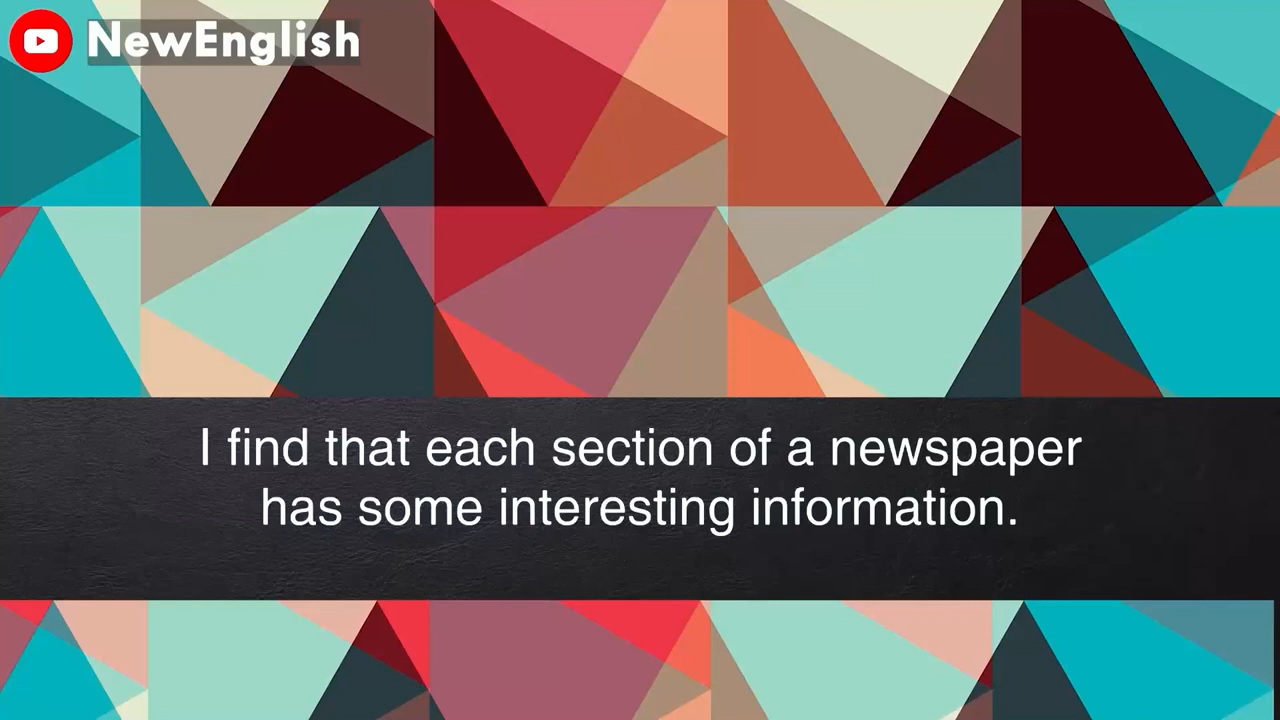 NewEnglish
I find that each section of a newspaper
has some interesting information.